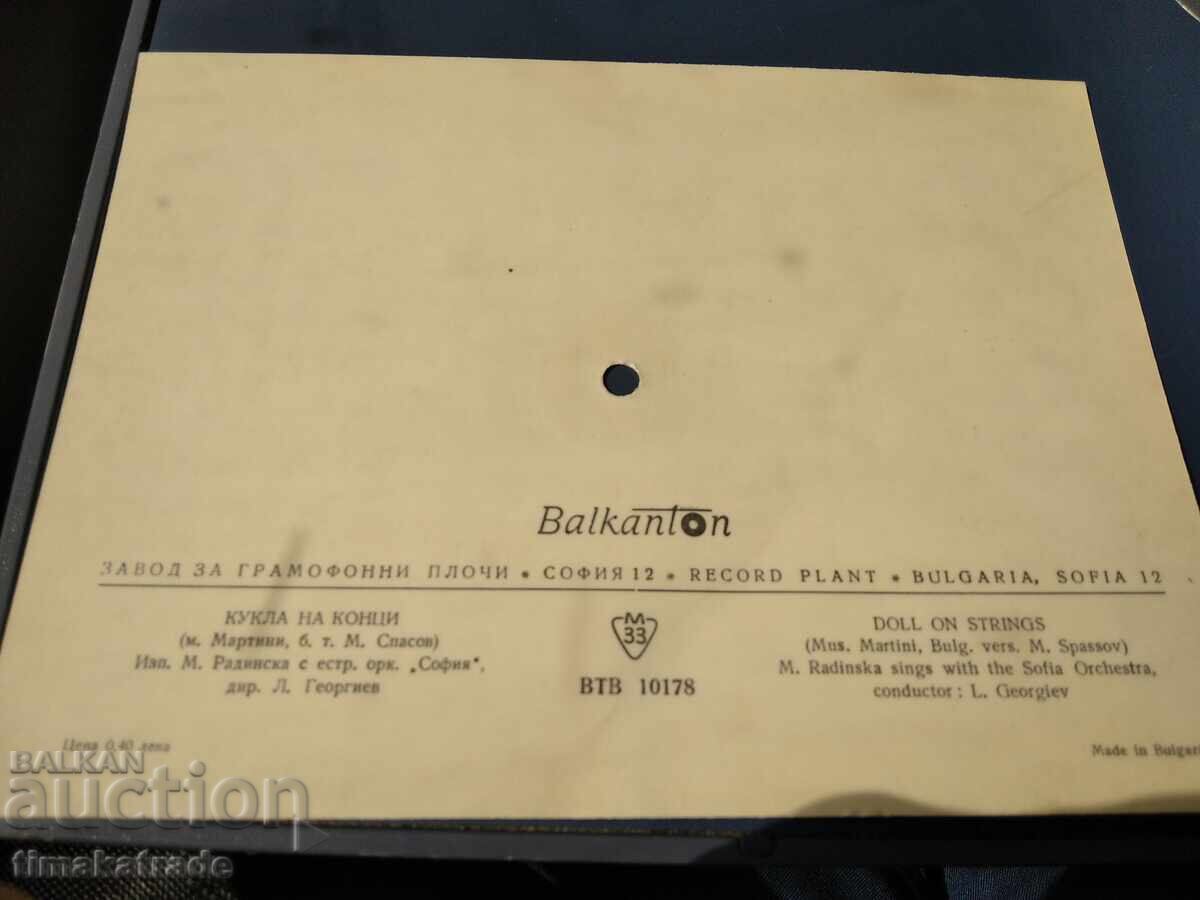 Balkanton
ЗАВОД ЗА ГРАМОФОННИ ПЛОЧИ • СОФИЯ 12 • RECORD PLANT • BULGARIA, SOFIA 12
КУКЛА НА КОНЦИ
(м. Мартини, б. т. М. Спасов)
Изп. М. Радинска с естр. орк. „София“,
дир. Л. Георгиев
М
33
ВТВ 10178
DOLL ON STRINGS
(Mus. Martini, Bulg. vers. M. Spassov)
M. Radinska sings with the Sofia Orchestra,
conductor: L. Georgiev
Цена 0,40 лева
Made in Bulgari
BALKAN
auction
timakatrade